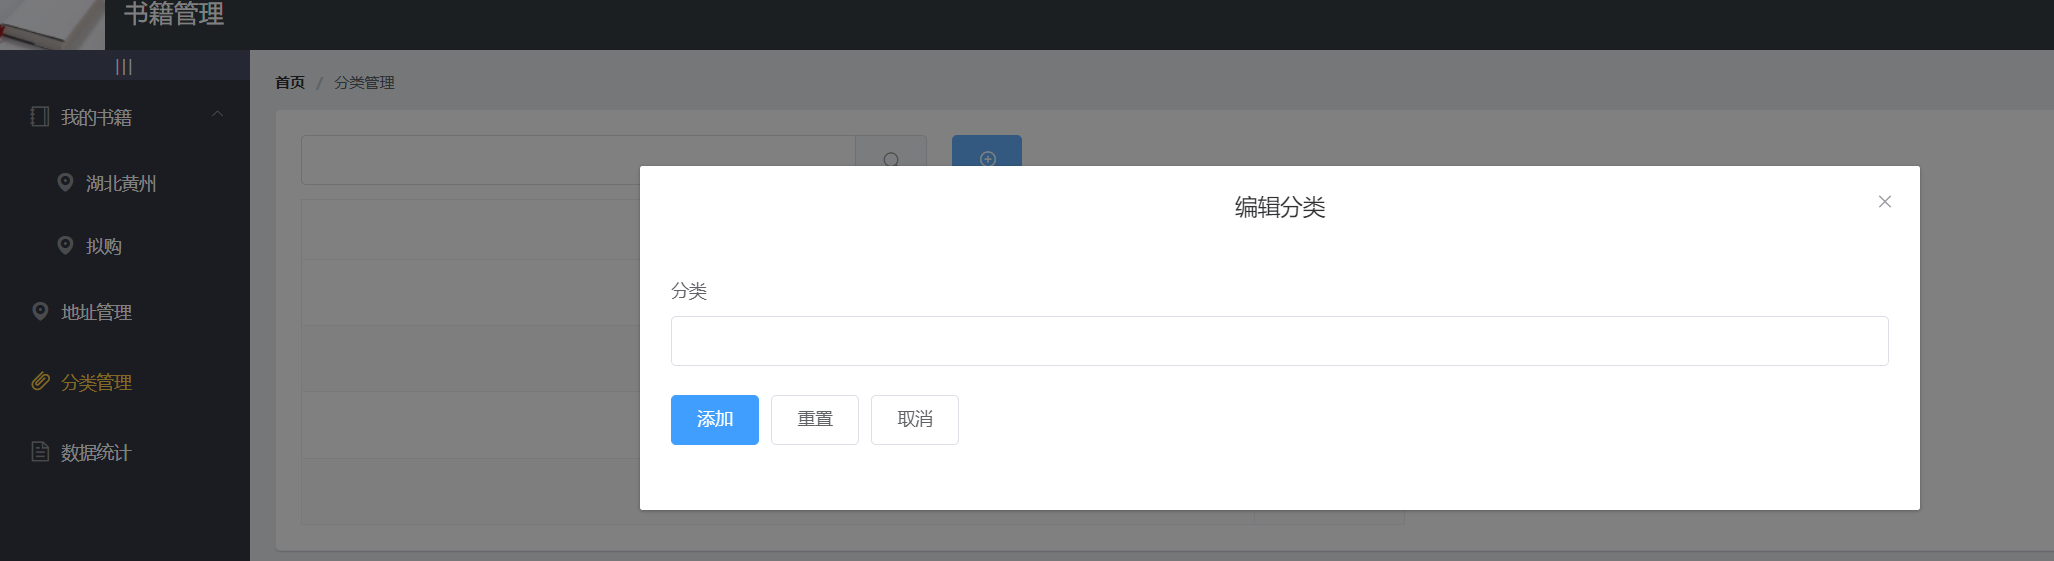 书籍管理
|||
首页 / 分类管理
我的书籍
湖北黄州
拟购
地址管理
分类管理
数据统计
编辑分类
分类
添加 重置 取消